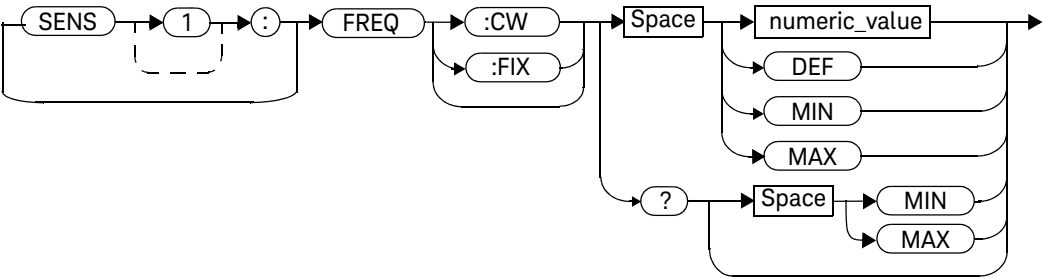 SENS 1 : FREQ :CW Space numeric_value
:FIX DEF
MIN
MAX
? Space MIN
MAX